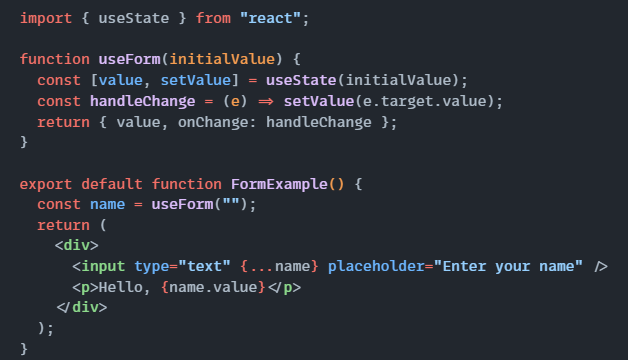 import { useState } from "react";

function useForm(initialValue) {
  const [value, setValue] = useState(initialValue);
  const handleChange = (e) => setValue(e.target.value);
  return { value, onChange: handleChange };
}

export default function FormExample() {
  const name = useForm("");
  return (
    <div>
      <input type="text" {...name} placeholder="Enter your name" />
      <p>Hello, {name.value}</p>
    </div>
  );
}